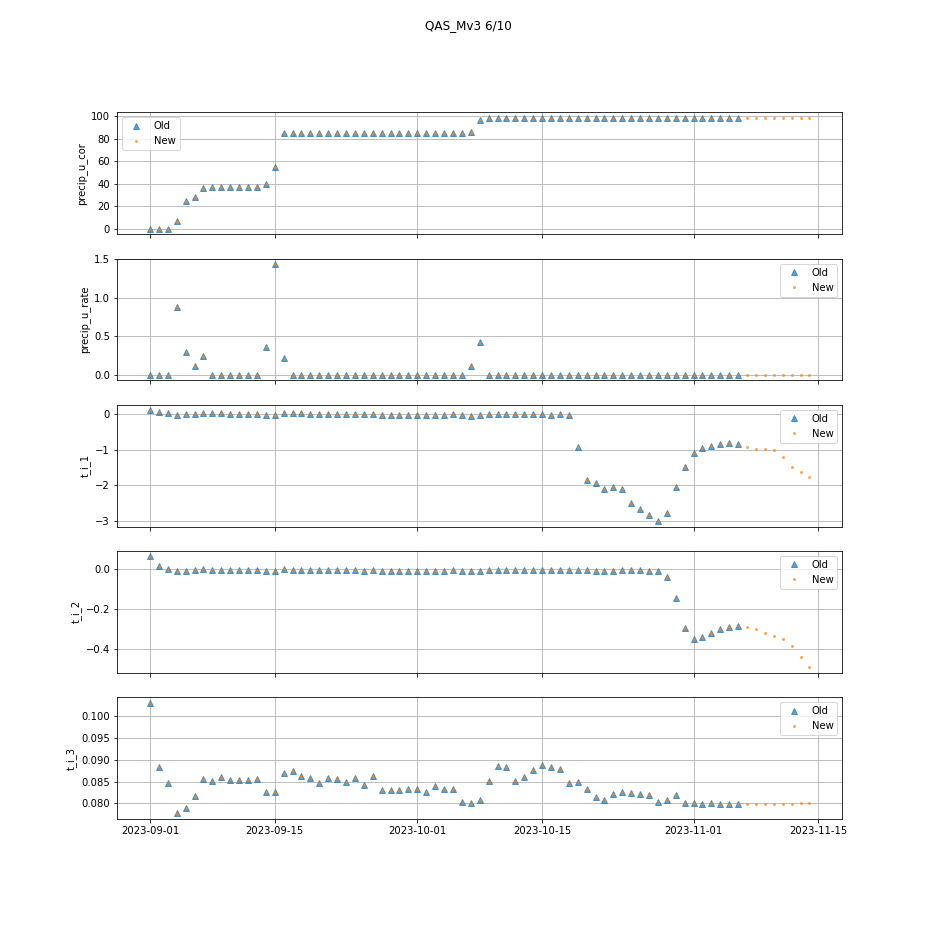 QAS_Mv3 6/10
precip_u_cor
100
80
60
40
20
0
Old
New
precip_u_rate
1.5
1.0
0.5
0.0
Old
New
t_i_1
0
−1
−2
−3
Old
New
t_i_2
0.0
−0.2
−0.4
Old
New
t_i_3
0.100
0.095
0.090
0.085
0.080
Old
New
2023-09-01 2023-09-15 2023-10-01 2023-10-15 2023-11-01 2023-11-15